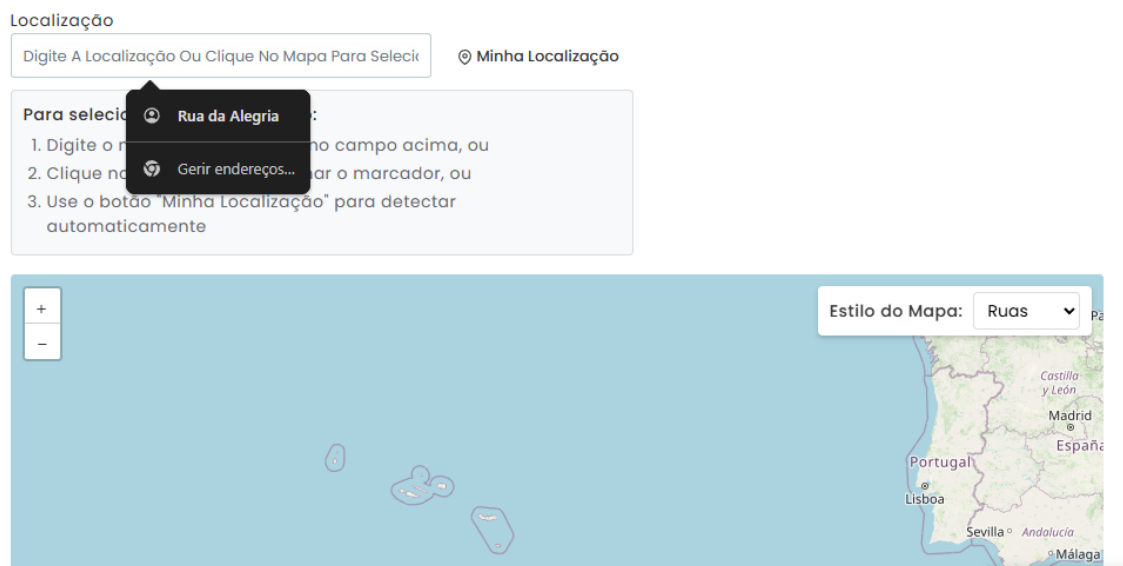 Localização
Digite A Localização Ou Clique No Mapa Para Selecio
Minha Localização
Rua da Alegria
Gerir endereços...
Para selecio
:
1. Digite o n
no campo acima, ou
2. Clique no
ar o marcador, ou
3. Use o botão "Minha Localização" para detectar
automaticamente
+
−
Estilo do Mapa:
Ruas
Pa
Castilla
y León
Madrid
España
Portugal
Lisboa
Sevilla
Andalucía
Málaga